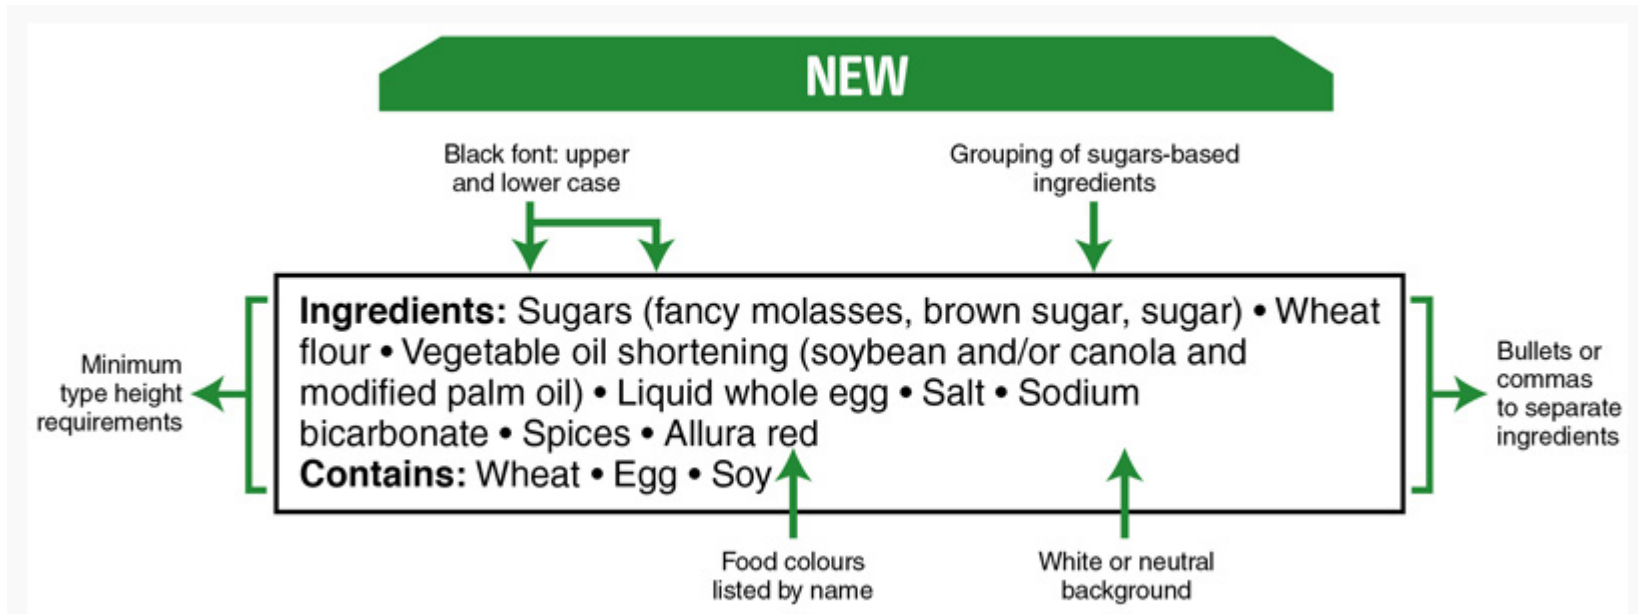 NEW
Black font: upper
and lower case
Grouping of sugars-based
ingredients
Minimum
type height
requirements
Ingredients: Sugars (fancy molasses, brown sugar, sugar) • Wheat
flour • Vegetable oil shortening (soybean and/or canola and
modified palm oil) • Liquid whole egg • Salt • Sodium
bicarbonate • Spices • Allura red
Contains: Wheat • Egg • Soy
Bullets or
commas
to separate
ingredients
Food colours
listed by name
White or neutral
background